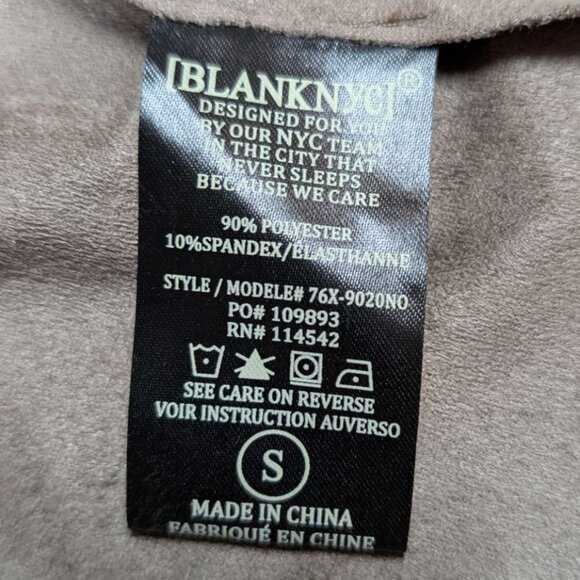 [BLANKNYC]®
DESIGNED FOR YOU
BY OUR NYC TEAM
IN THE CITY THAT
NEVER SLEEPS
BECAUSE WE CARE
90% POLYESTER
10%SPANDEX/ÉLASTHANNE
STYLE / MODELE# 76X-9020NO
PO# 109893
RN# 114542
SEE CARE ON REVERSE
VOIR INSTRUCTION AUVERSO
S
MADE IN CHINA
FABRIQUÉ EN CHINE